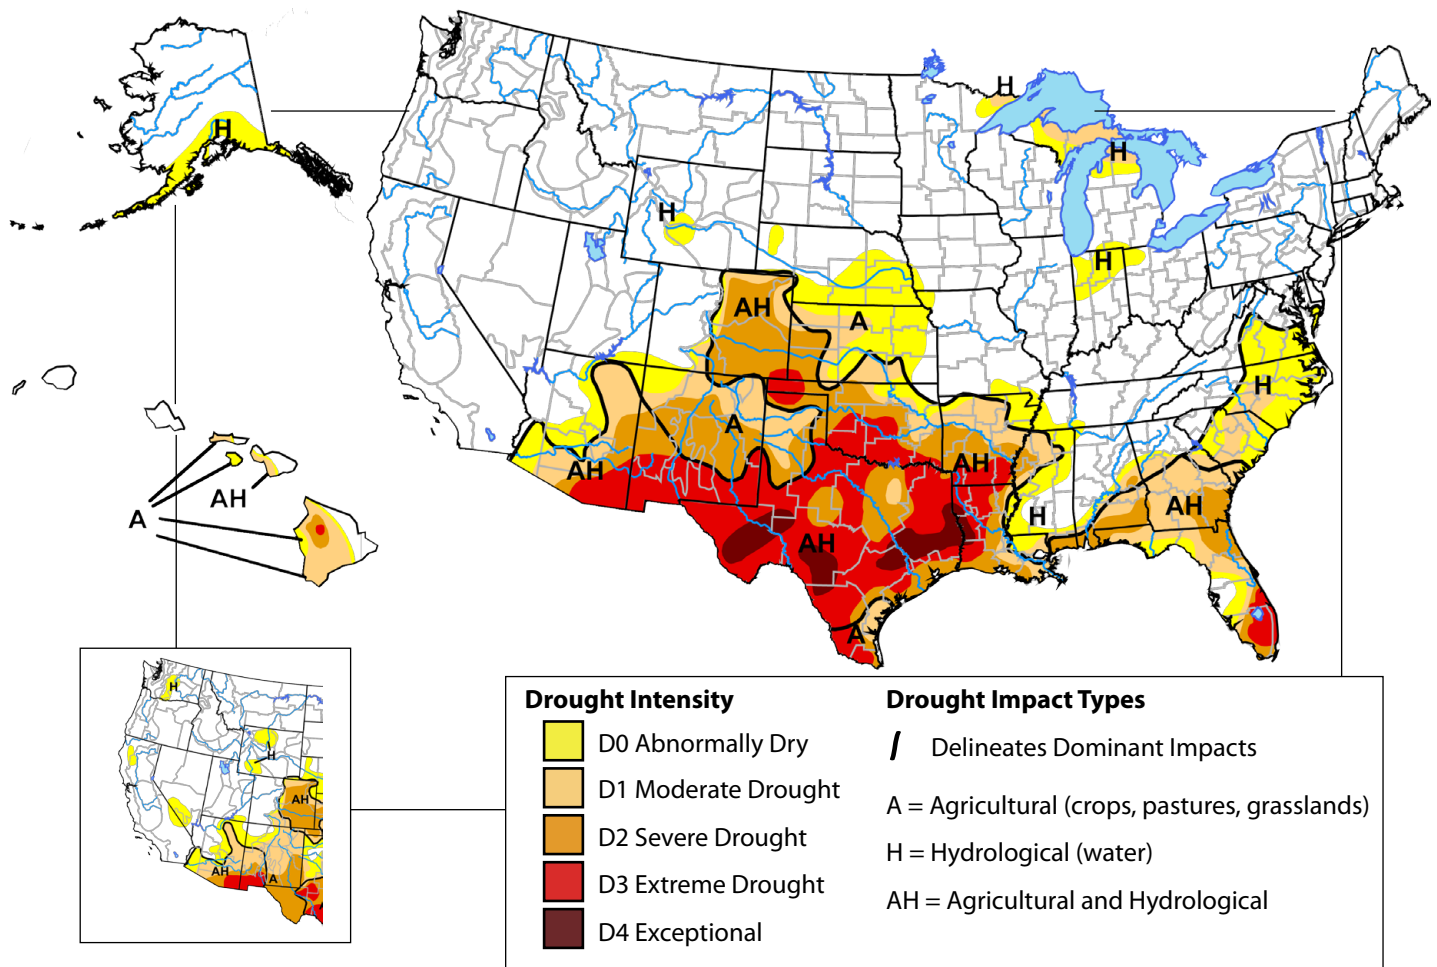 H
H
H
H
H
AH
A
H
A
AH
AH
H
AH
AH
A
AH
A
H
H
AH
AH
A
Drought Intensity
D0 Abnormally Dry
D1 Moderate Drought
D2 Severe Drought
D3 Extreme Drought
D4 Exceptional
Drought Impact Types
Delineates Dominant Impacts
A = Agricultural (crops, pastures, grasslands)
H = Hydrological (water)
AH = Agricultural and Hydrological